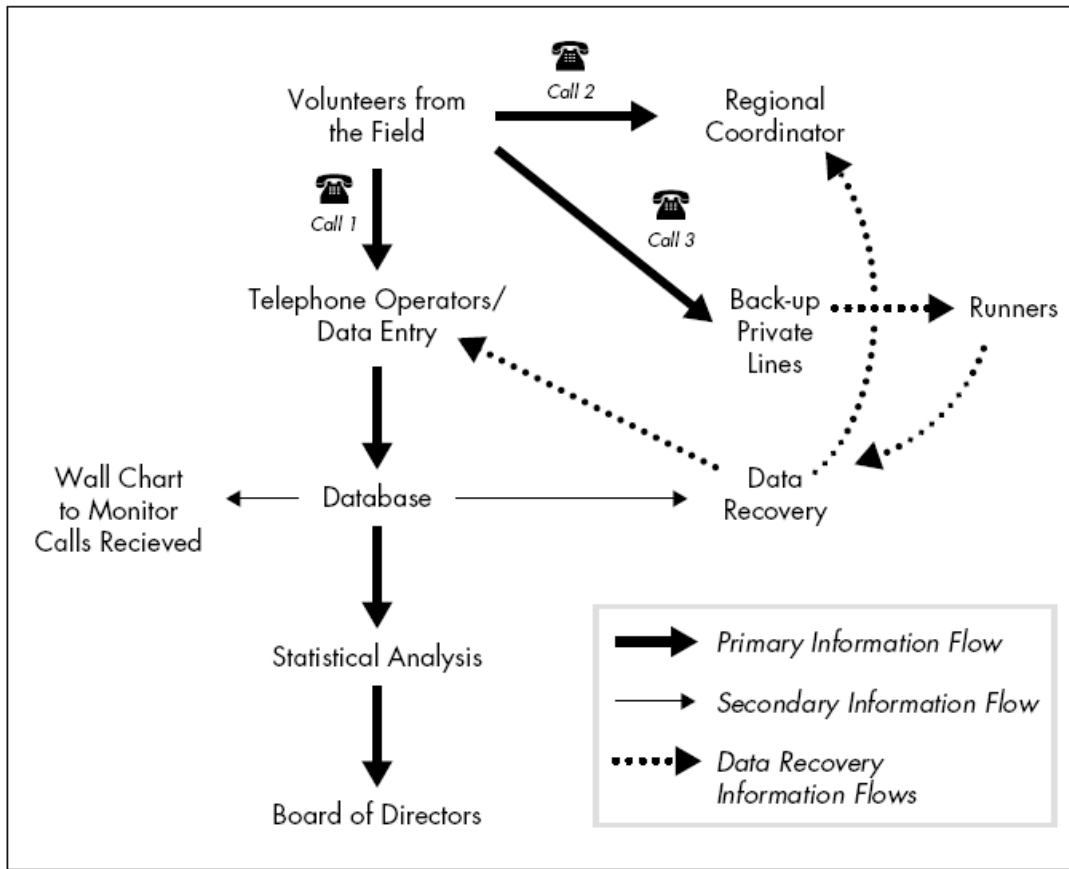 Volunteers from
the Field
Call 2
Regional
Coordinator
Call 1
Call 3
Telephone Operators/
Data Entry
Back-up
Private
Lines
Runners
Wall Chart
to Monitor
Calls Recieved
Database
Data
Recovery
Statistical Analysis
Board of Directors
Primary Information Flow
Secondary Information Flow
Data Recovery
Information Flows